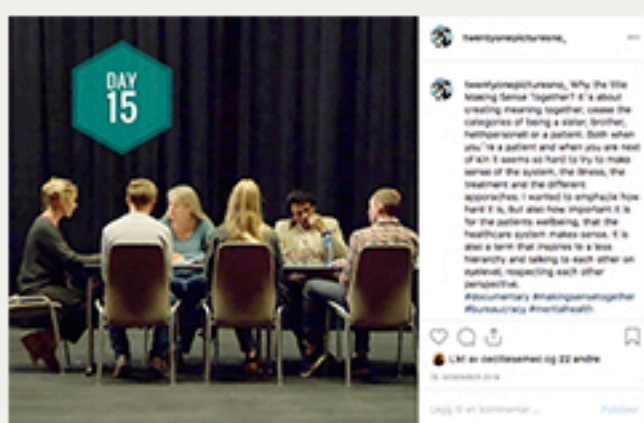 DAY
15
twentyonepicturesno_
twentyonepicturesno_ Why the title
Making Sense Together? It's about
creating meaning together, cease the
categories of being a sister, brother,
or a patient. Both when
you're a patient and when you are next
of kin it seems so hard to try to make
sense of the system, the illness, the
treatment and the different
apporaches. I wanted to emphazie how
hard it is, but also how important it is
for the patients wellbeing, that the
healthcare system makes sense. It is
also a term that inspires to a less
hierarchy and talking to each other on
eyelevel, respecting each other
perspective.
#documentary #makingsensetogether
#bureaucracy #mentalhealth
Likt av og 22 andre
Legg til en kommentar ...
Publiser